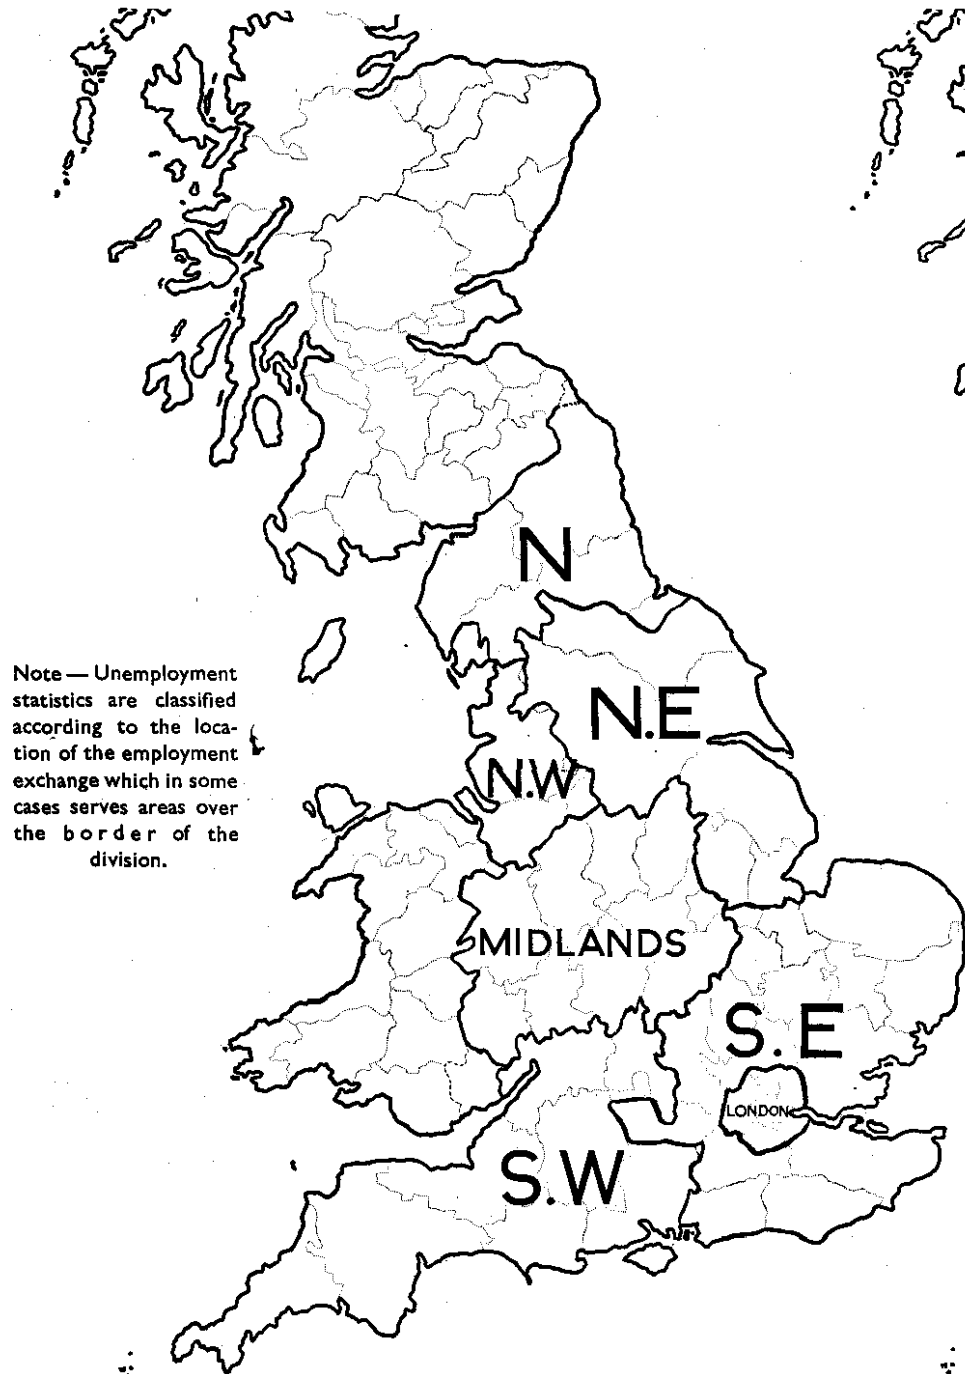 N
Note — Unemployment
statistics are classified
according to the loca-
tion of the employment
exchange which in some
cases serves areas over
the border of the
division.
N.E
N.W
MIDLANDS
S.E
LONDON
S.W